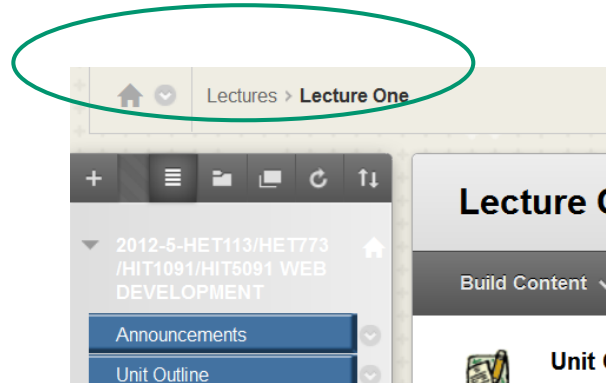 Lectures > Lecture One
Lecture
2012-5-HET113/HET773
/HIT1091/HIT5091 WEB
DEVELOPMENT
Build Content
Announcements
Unit
Unit Outline